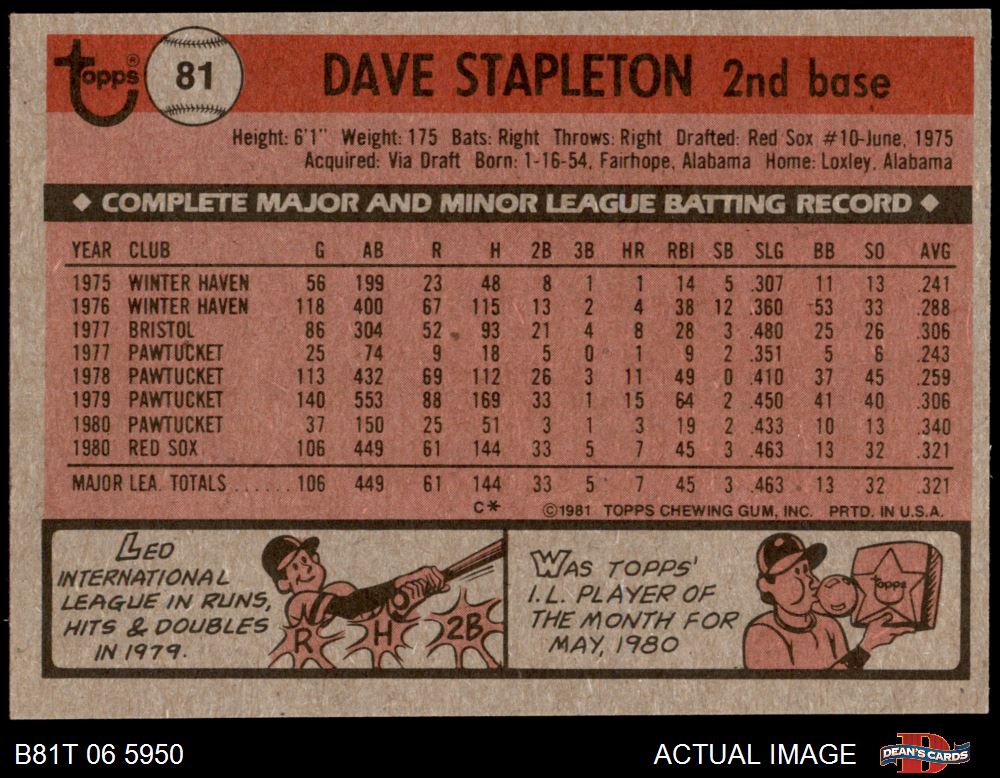 topps® 81 DAVE STAPLETON 2nd base
Height: 6'1" Weight: 175 Bats: Right Throws: Right Drafted: Red Sox #10-June, 1975
Acquired: Via Draft Born: 1-16-54, Fairhope, Alabama Home: Loxley, Alabama
◆ COMPLETE MAJOR AND MINOR LEAGUE BATTING RECORD ◆
YEAR CLUB G AB R H 2B 3B HR RBI SB SLG BB SO AVG
1975 WINTER HAVEN 56 199 23 48 8 1 1 14 5 .307 11 13 .241
1976 WINTER HAVEN 118 400 67 115 13 2 4 38 12 .360 53 33 .288
1977 BRISTOL 86 304 52 93 21 4 8 28 3 .480 25 26 .306
1977 PAWTUCKET 25 74 9 18 5 0 1 9 2 .351 5 6 .243
1978 PAWTUCKET 113 432 69 112 26 3 11 49 0 .410 37 45 .259
1979 PAWTUCKET 140 553 88 169 33 1 15 64 2 .450 41 40 .306
1980 PAWTUCKET 37 150 25 51 3 1 3 19 2 .433 10 13 .340
1980 RED SOX 106 449 61 144 33 5 7 45 3 .463 13 32 .321
MAJOR LEA. TOTALS ...... 106 449 61 144 33 5 7 45 3 .463 13 32 .321
C* ©1981 TOPPS CHEWING GUM, INC. PRTD. IN U.S.A.
LED
INTERNATIONAL
LEAGUE IN RUNS,
HITS & DOUBLES
IN 1979.
R H 2B
WAS TOPPS'
I.L. PLAYER OF
THE MONTH FOR
MAY, 1980
topps
B81T 06 5950 ACTUAL IMAGE D DEAN'S CARDS